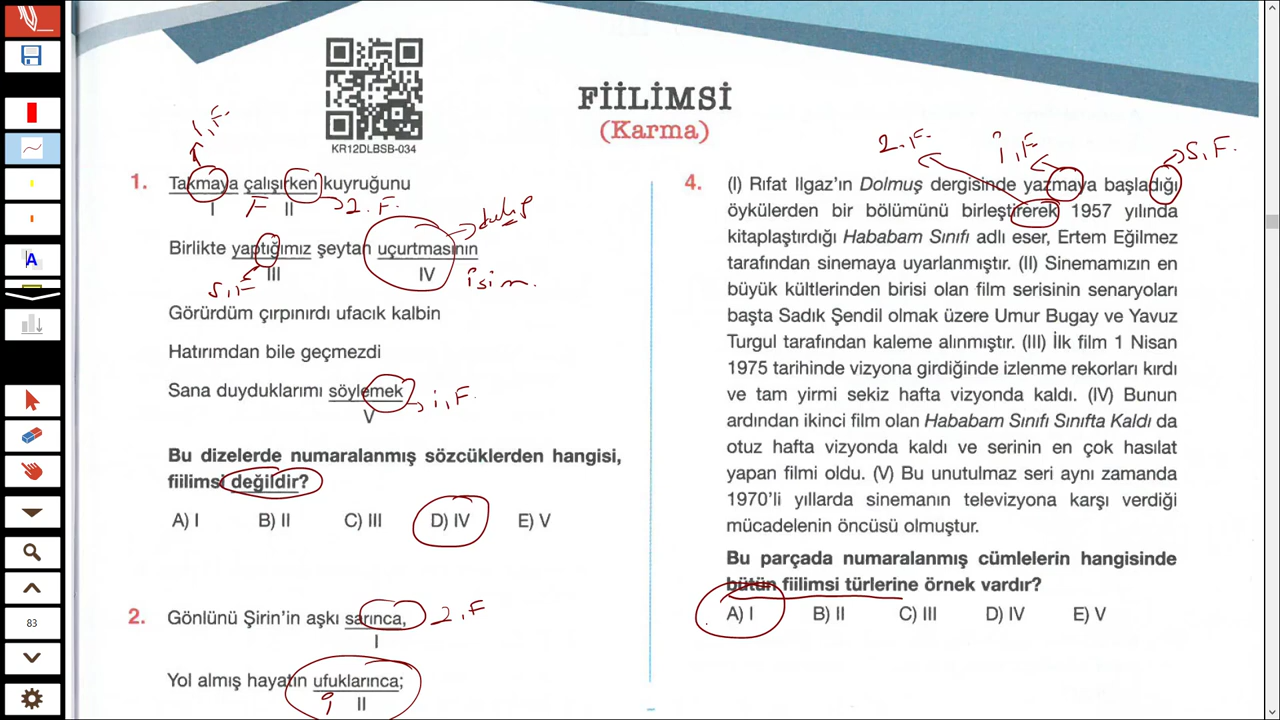 FİİLİMSİ
(Karma)
KR12DLBSB-034
İ, F.
1. Takmaya çalışırken kuyruğunu
I F II 2. F.
Birlikte yaptığımız şeytan uçurtmasının
III IV
S, F isim.
Görürdüm çırpınırdı ufacık kalbin
Hatırımdan bile geçmezdi
Sana duyduklarımı söylemek
V i, F.
Bu dizelerde numaralanmış sözcüklerden hangisi,
fiilimsi değildir?
A) I B) II C) III D) IV E) V
2. Gönlünü Şirin'in aşkı sarınca, 2. F
I
Yol almış hayatın ufuklarınca;
i II
2. F. i, F S, F.
4. (I) Rıfat Ilgaz'ın Dolmuş dergisinde yazmaya başladığı
öykülerden bir bölümünü birleştirerek 1957 yılında
kitaplaştırdığı Hababam Sınıfı adlı eser, Ertem Eğilmez
tarafından sinemaya uyarlanmıştır. (II) Sinemamızın en
büyük kültlerinden birisi olan film serisinin senaryoları
başta Sadık Şendil olmak üzere Umur Bugay ve Yavuz
Turgul tarafından kaleme alınmıştır. (III) İlk film 1 Nisan
1975 tarihinde vizyona girdiğinde izlenme rekorları kırdı
ve tam yirmi sekiz hafta vizyonda kaldı. (IV) Bunun
ardından ikinci film olan Hababam Sınıfı Sınıfta Kaldı da
otuz hafta vizyonda kaldı ve serinin en çok hasılat
yapan filmi oldu. (V) Bu unutulmaz seri aynı zamanda
1970'li yıllarda sinemanın televizyona karşı verdiği
mücadelenin öncüsü olmuştur.
Bu parçada numaralanmış cümlelerin hangisinde
bütün fiilimsi türlerine örnek vardır?
A) I B) II C) III D) IV E) V
A
83